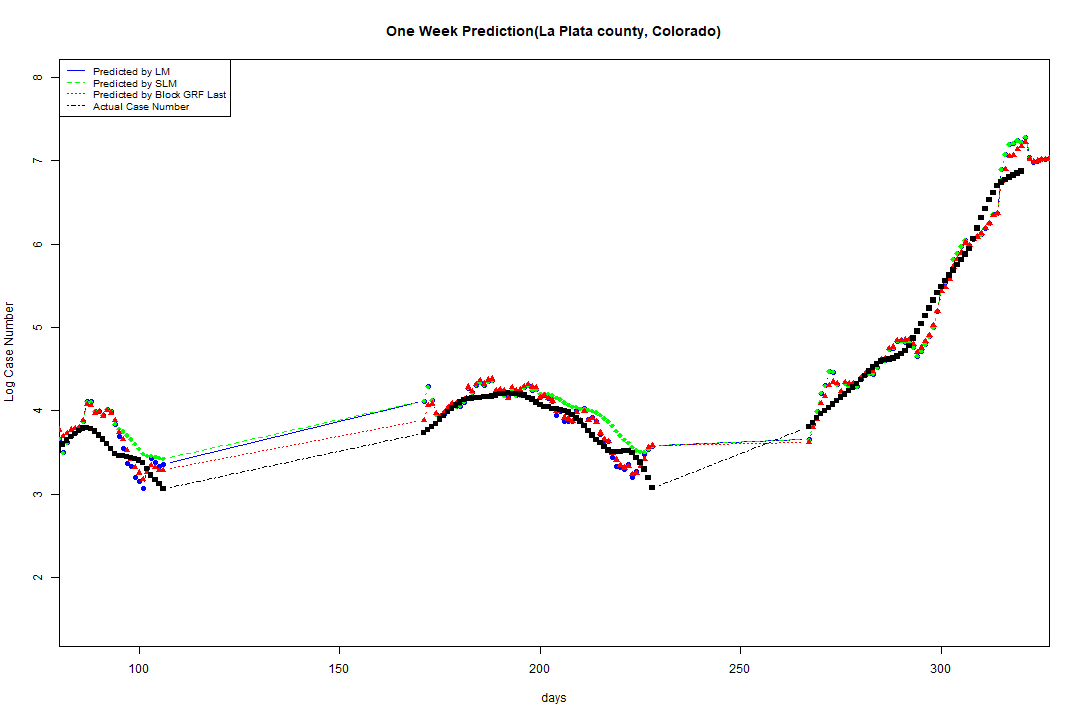 One Week Prediction(La Plata county, Colorado)
Predicted by LM
Predicted by SLM
Predicted by Block GRF Last
Actual Case Number
8
7
6
5
4
3
2
Log Case Number
100 150 200 250 300
days